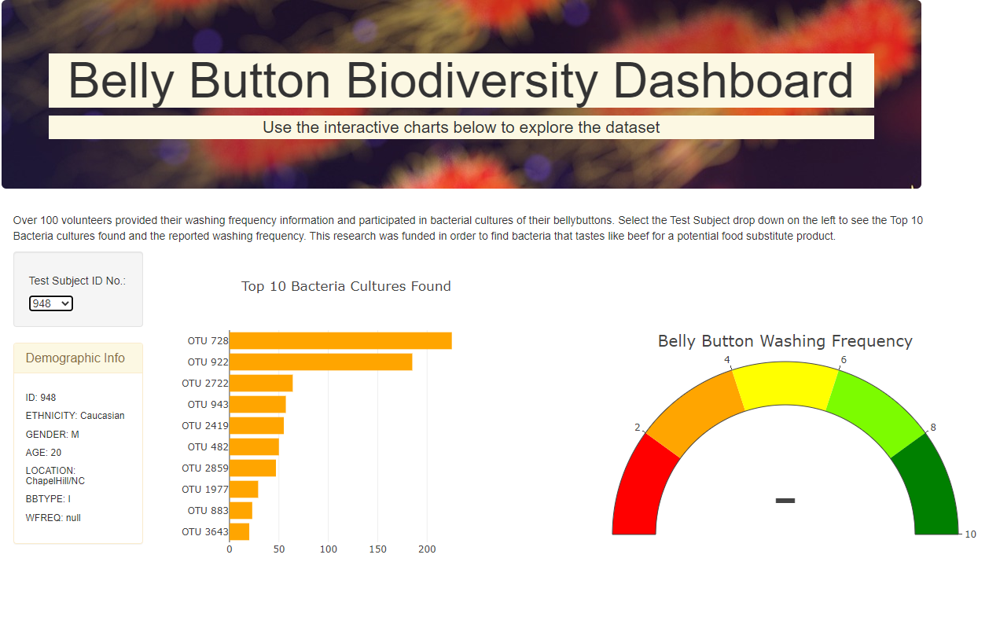 Belly Button Biodiversity Dashboard
Use the interactive charts below to explore the dataset
Over 100 volunteers provided their washing frequency information and participated in bacterial cultures of their bellybuttons. Select the Test Subject drop down on the left to see the Top 10
Bacteria cultures found and the reported washing frequency. This research was funded in order to find bacteria that tastes like beef for a potential food substitute product.
Test Subject ID No.:
948
Demographic Info
ID: 948
ETHNICITY: Caucasian
GENDER: M
AGE: 20
LOCATION:
ChapelHill/NC
BBTYPE: I
WFREQ: null
Top 10 Bacteria Cultures Found
OTU 728
OTU 922
OTU 2722
OTU 943
OTU 2419
OTU 482
OTU 2859
OTU 1977
OTU 883
OTU 3643
0 50 100 150 200
Belly Button Washing Frequency
4 6
2 8
–
10